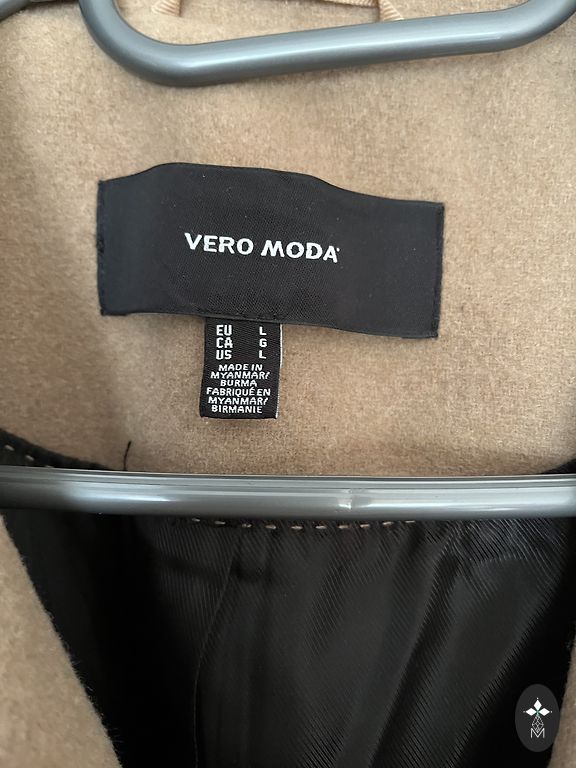 VERO MODA
EU L
CA G
US L
MADE IN
MYANMAR/
BURMA
FABRIQUÉ EN
MYANMAR/
BIRMANIE
M